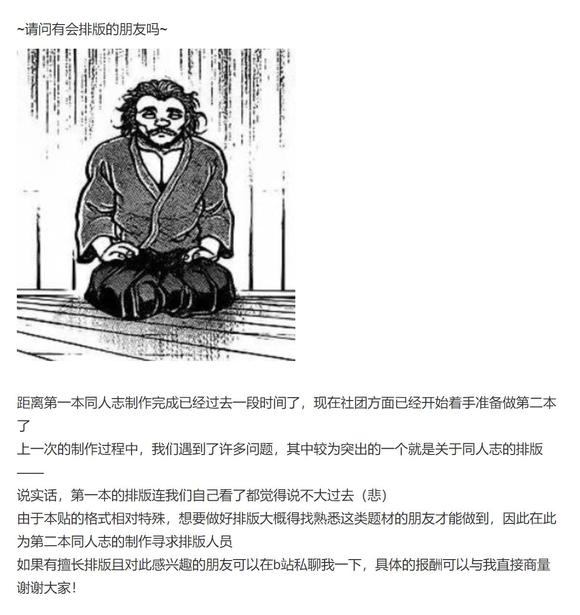 ~请问有会排版的朋友吗~
距离第一本同人志制作完成已经过去一段时间了，现在社团方面已经开始着手准备做第二本
了
上一次的制作过程中，我们遇到了许多问题，其中较为突出的一个就是关于同人志的排版
——
说实话，第一本的排版连我们自己看了都觉得说不大过去（悲）
由于本贴的格式相对特殊，想要做好排版大概得找熟悉这类题材的朋友才能做到，因此在此
为第二本同人志的制作寻求排版人员
如果有擅长排版且对此感兴趣的朋友可以在b站私聊我一下，具体的报酬可以与我直接商量
谢谢大家！